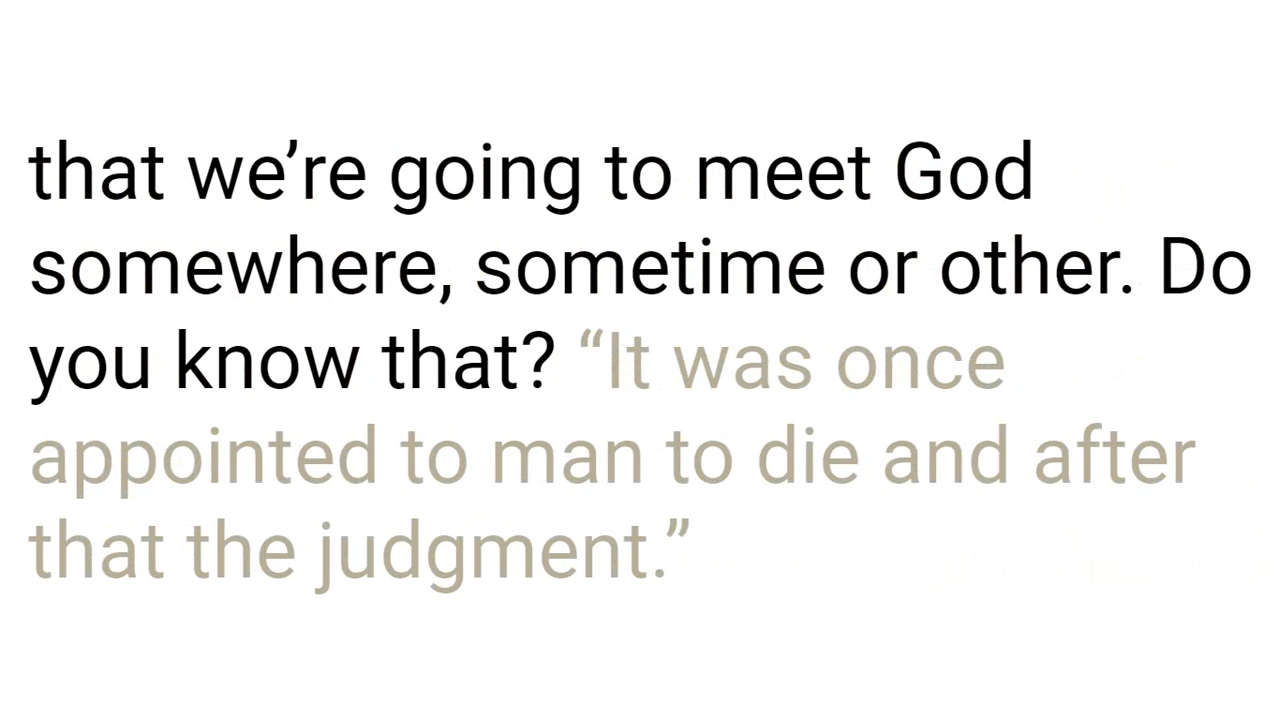 that we’re going to meet God
somewhere, sometime or other. Do
you know that? “It was once
appointed to man to die and after
that the judgment.”